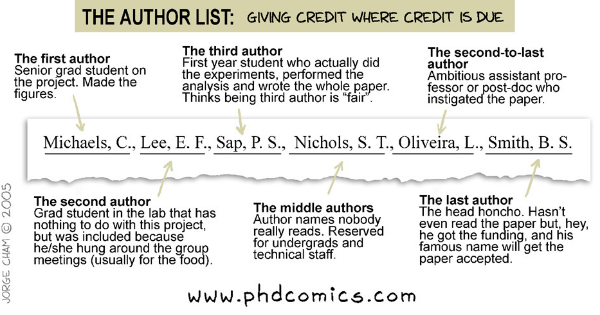 THE AUTHOR LIST: GIVING CREDIT WHERE CREDIT IS DUE
The first author
Senior grad student on
the project. Made the
figures.
The third author
First year student who actually did
the experiments, performed the
analysis and wrote the whole paper.
Thinks being third author is "fair".
The second-to-last
author
Ambitious assistant pro-
fessor or post-doc who
instigated the paper.
Michaels, C., Lee, E. F., Sap, P. S., Nichols, S. T., Oliveira, L., Smith, B. S.
The second author
Grad student in the lab that has
nothing to do with this project,
but was included because
he/she hung around the group
meetings (usually for the food).
The middle authors
Author names nobody
really reads. Reserved
for undergrads and
technical staff.
The last author
The head honcho. Hasn't
even read the paper but, hey,
he got the funding, and his
famous name will get the
paper accepted.
JORGE CHAM © 2005
www.phdcomics.com